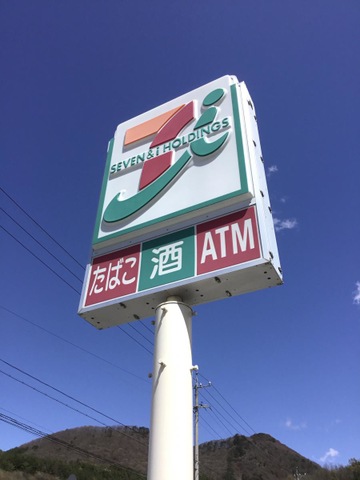 SEVEN & i HOLDINGS
たばこ 酒 ATM